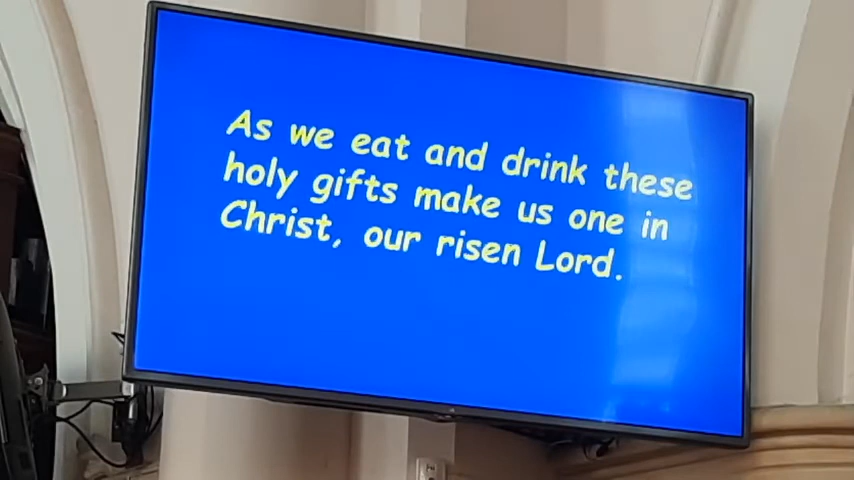 As we eat and drink these
holy gifts make us one in
Christ, our risen Lord.